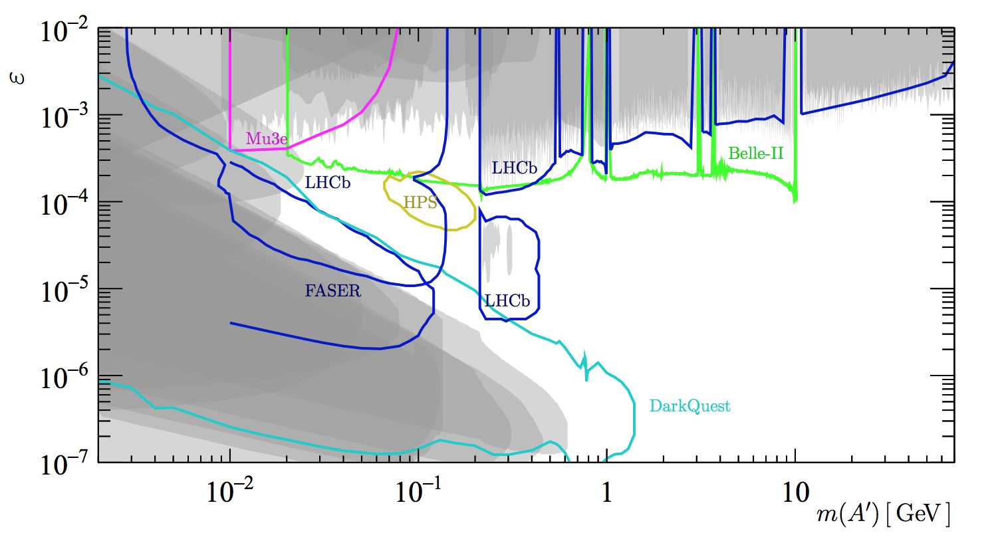 10⁻²
ε
10⁻³
Mu3e
Belle-II
LHCb
LHCb
10⁻⁴
HPS
10⁻⁵
FASER
LHCb
10⁻⁶
DarkQuest
10⁻⁷
10⁻² 10⁻¹ 1 10
m(A′) [ GeV ]